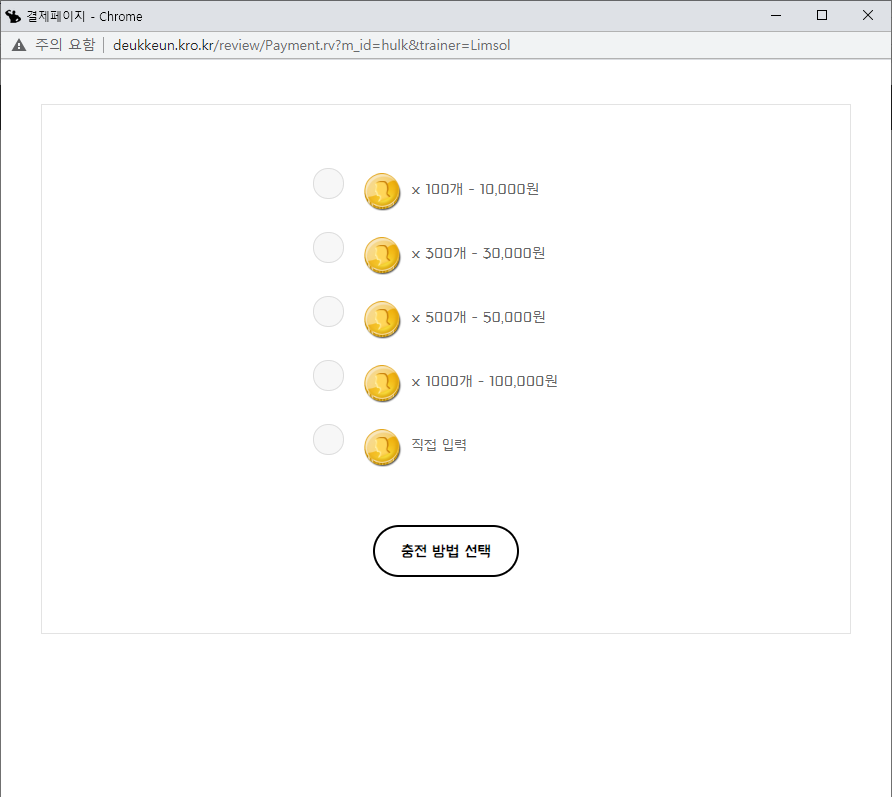 결제페이지 - Chrome
주의 요함 | deukkeun.kro.kr/review/Payment.rv?m_id=hulk&trainer=Limsol
x 100개 - 10,000원
x 300개 - 30,000원
x 500개 - 50,000원
x 1000개 - 100,000원
직접 입력
충전 방법 선택